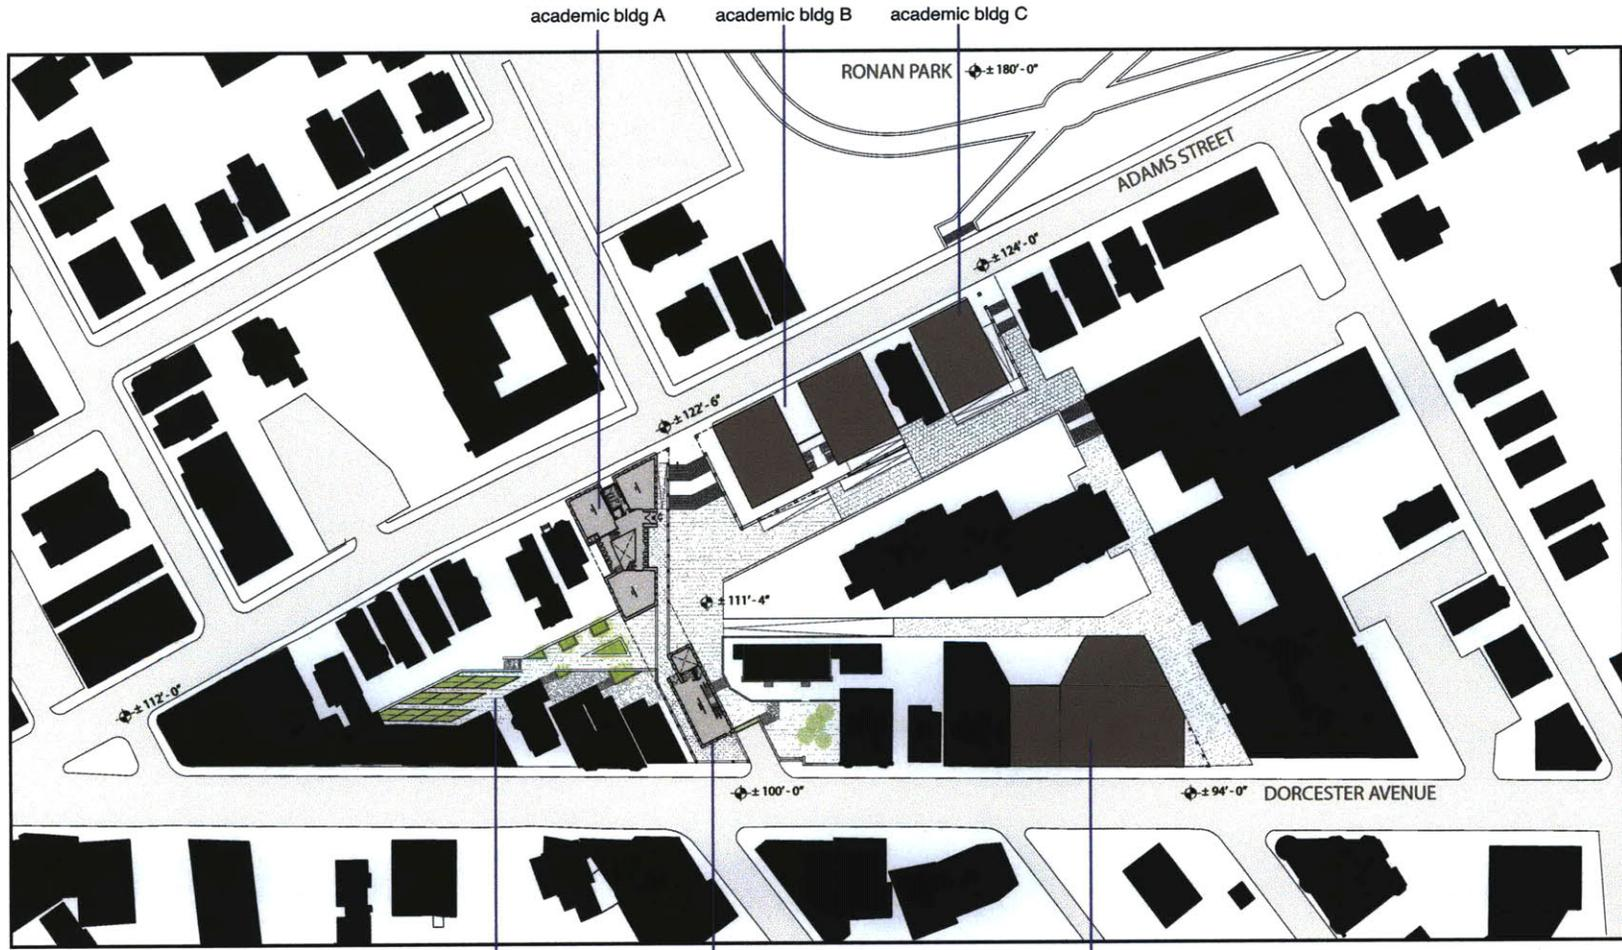 academic bldg A
academic bldg B
academic bldg C
RONAN PARK
± 180'- 0"
ADAMS STREET
± 124'- 0"
± 122'- 6"
± 111'- 4"
± 112'- 0"
± 100'- 0"
± 94'- 0"
DORCESTER AVENUE